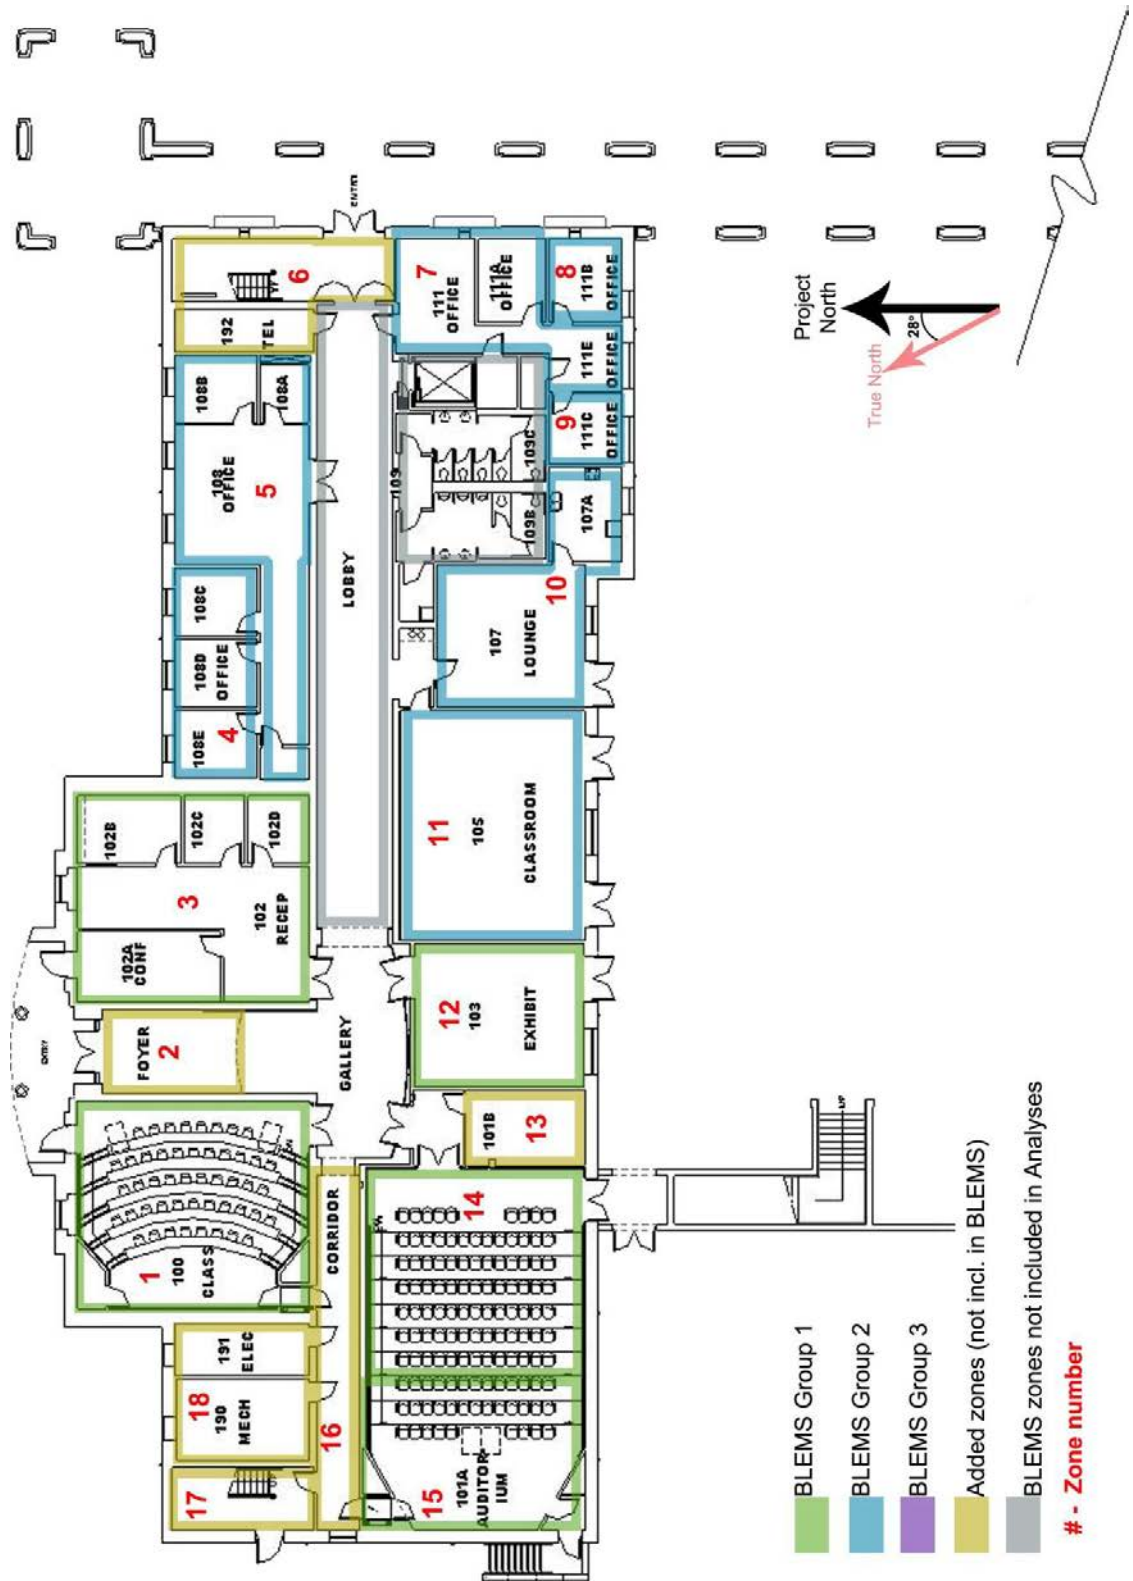 ENTRY
6
192
TEL
108B
108A
108
OFFICE
5
108C
108D
OFFICE
108E
4
LOBBY
7
111
OFFICE
111A
OFFICE
8
111B
OFFICE
111E
OFFICE
9
111C
OFFICE
109
109C
109B
107A
10
107
LOUNGE
11
105
CLASSROOM
102B
102C
102D
3
102
RECEP
102A
CONF
ENTRY
FOYER
2
GALLERY
12
103
EXHIBIT
101B
13
1
100
CLASS
CORRIDOR
14
191
ELEC
18
190
MECH
16
17
15
101A
AUDITOR-
IUM
UP
Project
North
True North
28°
BLEMS Group 1
BLEMS Group 2
BLEMS Group 3
Added zones (not incl. in BLEMS)
BLEMS zones not included in Analyses
# - Zone number